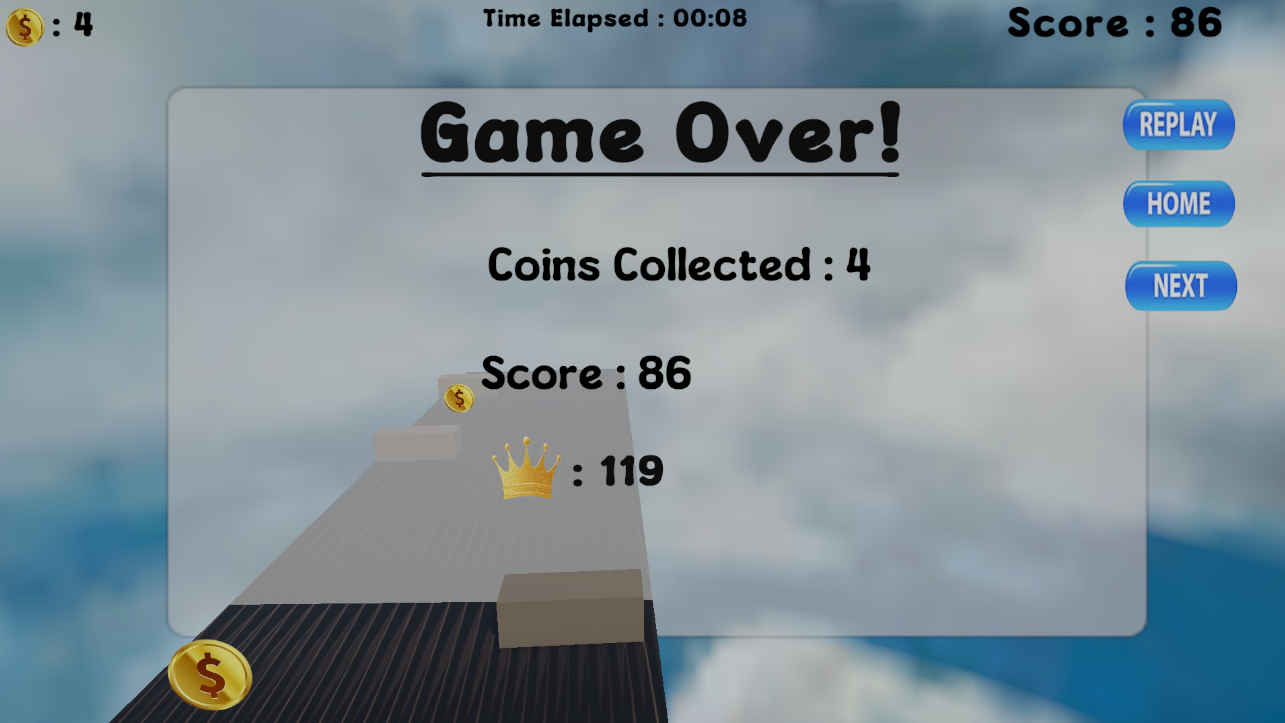 : 4
Time Elapsed : 00:08
Score : 86
Game Over!
REPLAY
HOME
Coins Collected : 4
NEXT
Score : 86
: 119